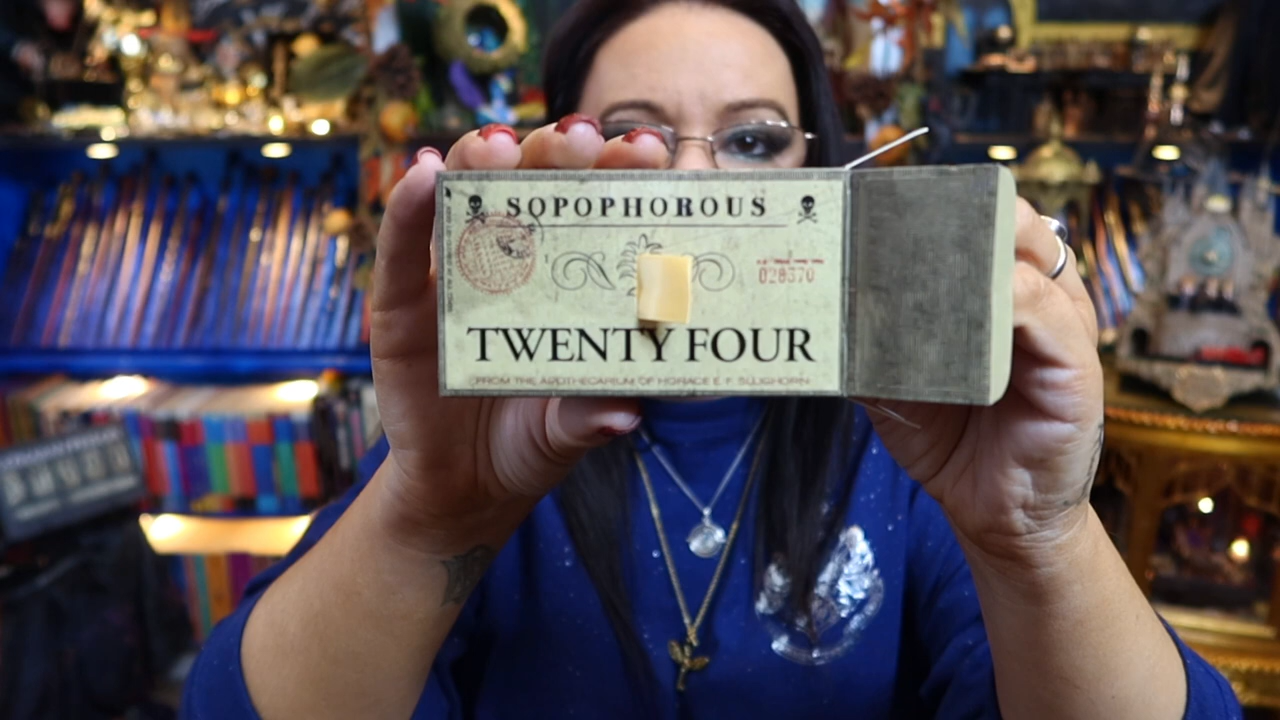 SOPOPHOROUS
028370
TWENTY FOUR
FROM THE APOTHECARIUM OF HORACE E. F. SLUGHORN